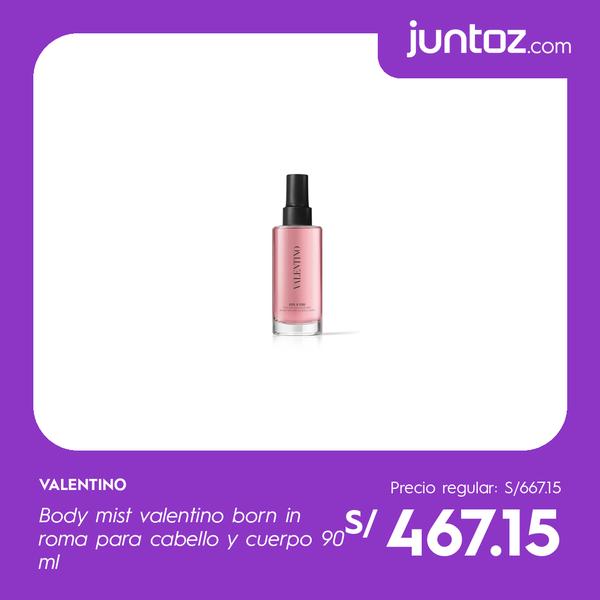 juntoz.com
VALENTINO
VALENTINO
Precio regular: S/667.15
Body mist valentino born in
roma para cabello y cuerpo 90
ml
S/ 467.15